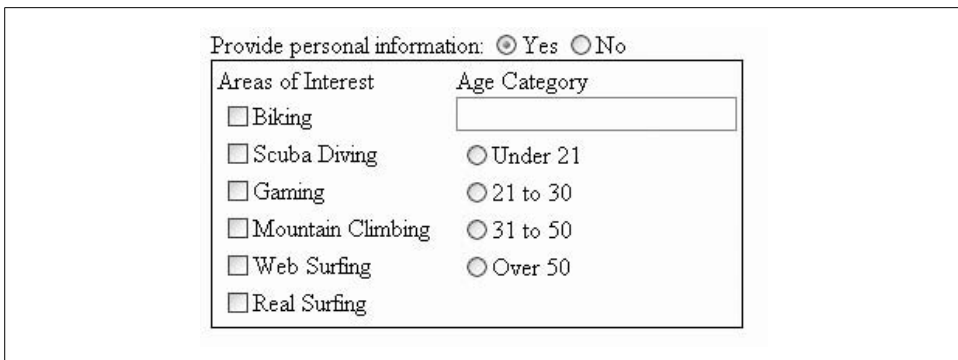 Provide personal information: Yes No
Areas of Interest Age Category
Biking
Scuba Diving Under 21
Gaming 21 to 30
Mountain Climbing 31 to 50
Web Surfing Over 50
Real Surfing